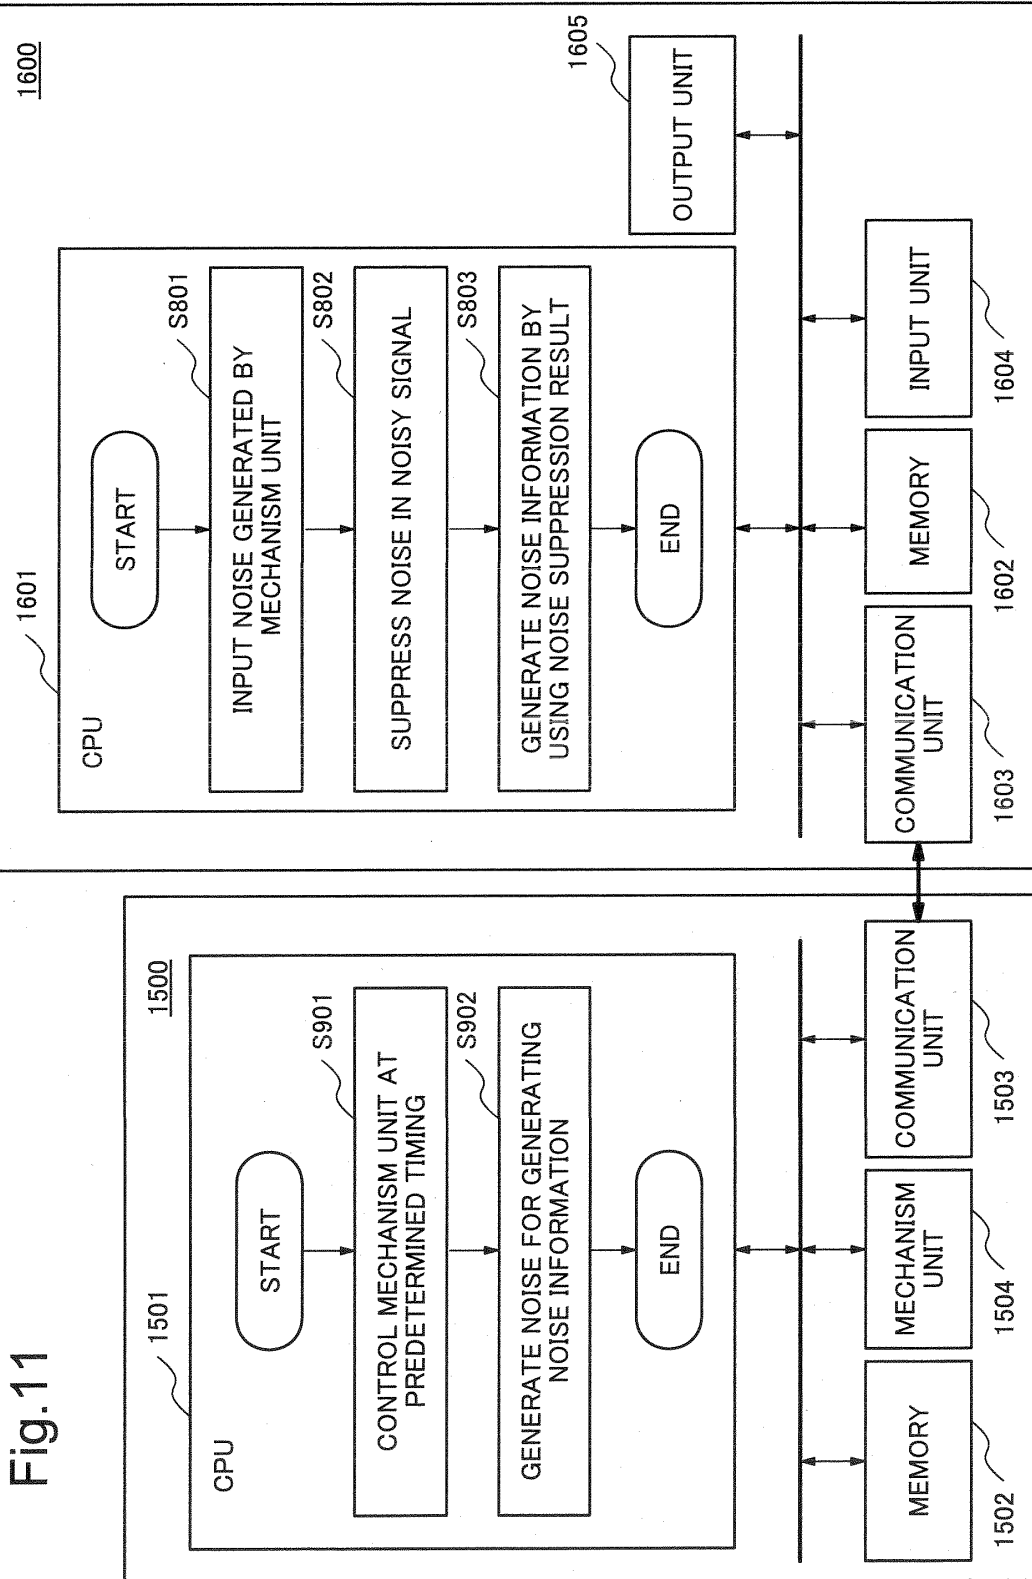 Fig.11
1500
1501
CPU
START
S901
CONTROL MECHANISM UNIT AT
PREDETERMINED TIMING
S902
GENERATE NOISE FOR GENERATING
NOISE INFORMATION
END
MEMORY
1502
MECHANISM
UNIT
1504
COMMUNICATION
UNIT
1503
1600
1601
CPU
START
S801
INPUT NOISE GENERATED BY
MECHANISM UNIT
S802
SUPPRESS NOISE IN NOISY SIGNAL
S803
GENERATE NOISE INFORMATION BY
USING NOISE SUPPRESSION RESULT
END
1605
OUTPUT UNIT
COMMUNICATION
UNIT
1603
MEMORY
1602
INPUT UNIT
1604